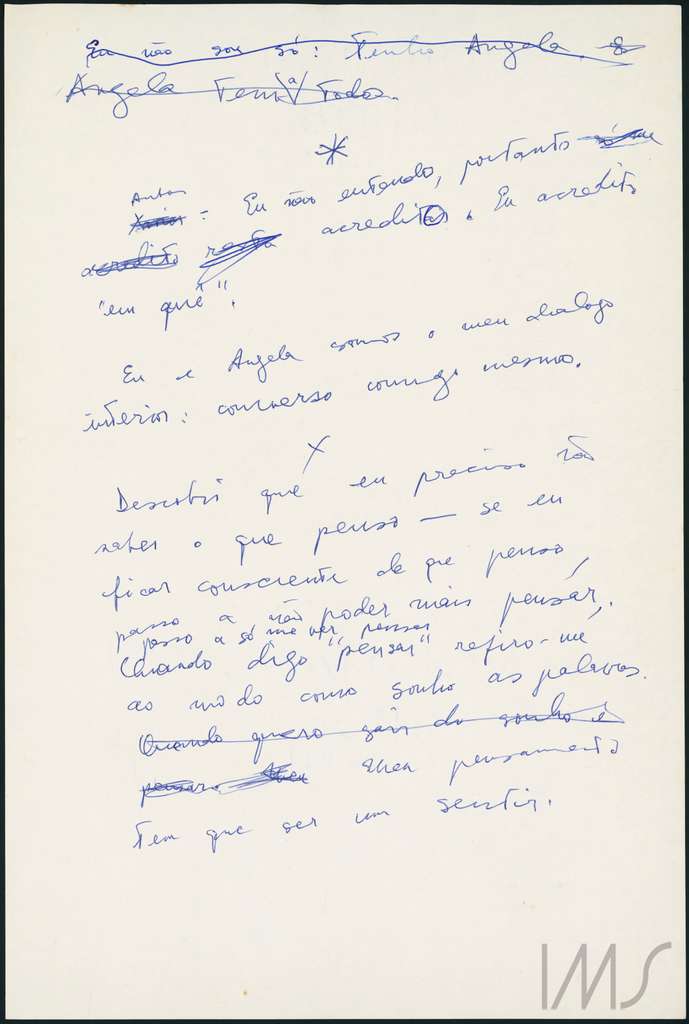 Eu não sou só: tenho Angela. E
Angela tem a todos.
*
Autor
: Eu não entendo, portanto só me
acredito resta acredito. Eu acredito
"em quê".
Eu e Angela somos o meu dialogo
interior: converso comigo mesmo.
X
Descobri que eu preciso não
saber o que penso — se eu
ficar consciente de que penso,
passo a não poder mais pensar,
passo a só me ver pensar
Quando digo "pensar" refiro-me
ao modo como sonho as palavras.
Quando quero sair do sonho é
pensar. Meu pensamento
tem que ser um sentir.
IMS